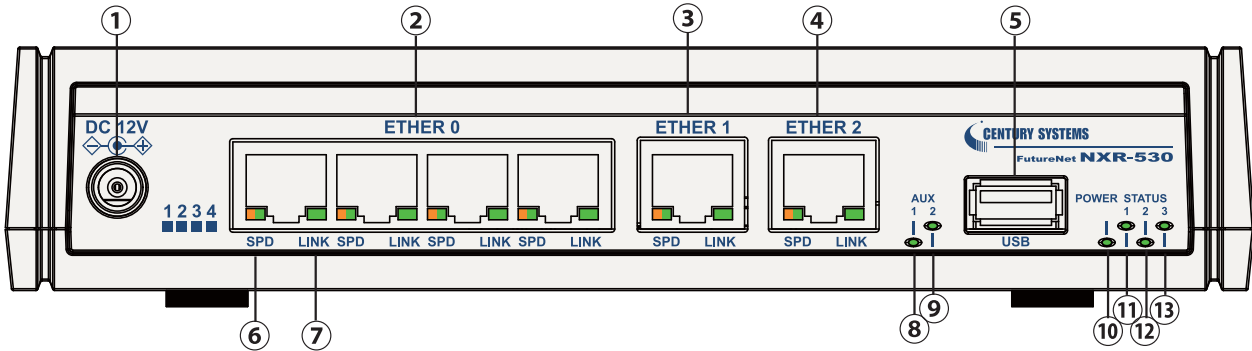 ① ② ③ ④ ⑤
DC 12V
ETHER 0
ETHER 1
ETHER 2
CENTURY SYSTEMS
FutureNet NXR-530
1 2 3 4
AUX
1 2
POWER STATUS
1 2 3
SPD LINK SPD LINK SPD LINK SPD LINK
SPD LINK
SPD LINK
USB
⑥ ⑦ ⑧ ⑨ ⑩ ⑪ ⑫ ⑬